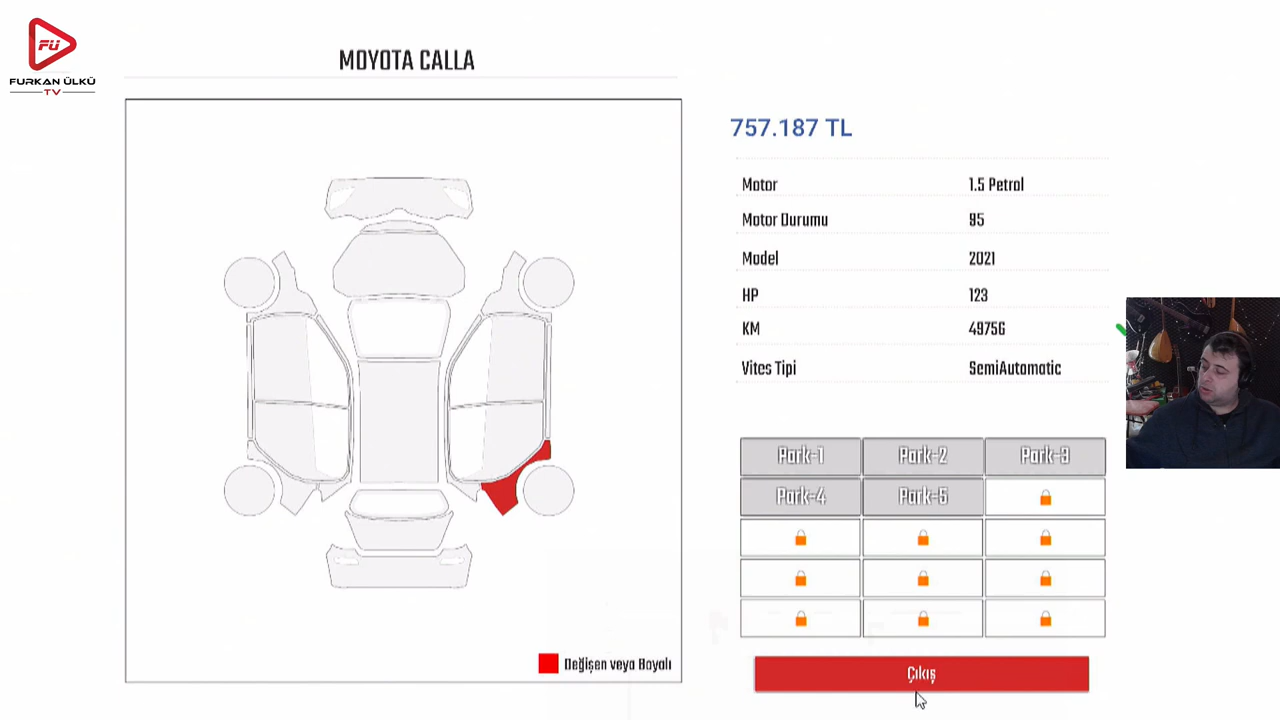 FU
FURKAN ÜLKÜ
TV
MOYOTA CALLA
757.187 TL
Motor 1.5 Petrol
Motor Durumu 95
Model 2021
HP 123
KM 49756
Vites Tipi SemiAutomatic
Park-1 Park-2 Park-3
Park-4 Park-5
Değişen veya Boyalı
Çıkış